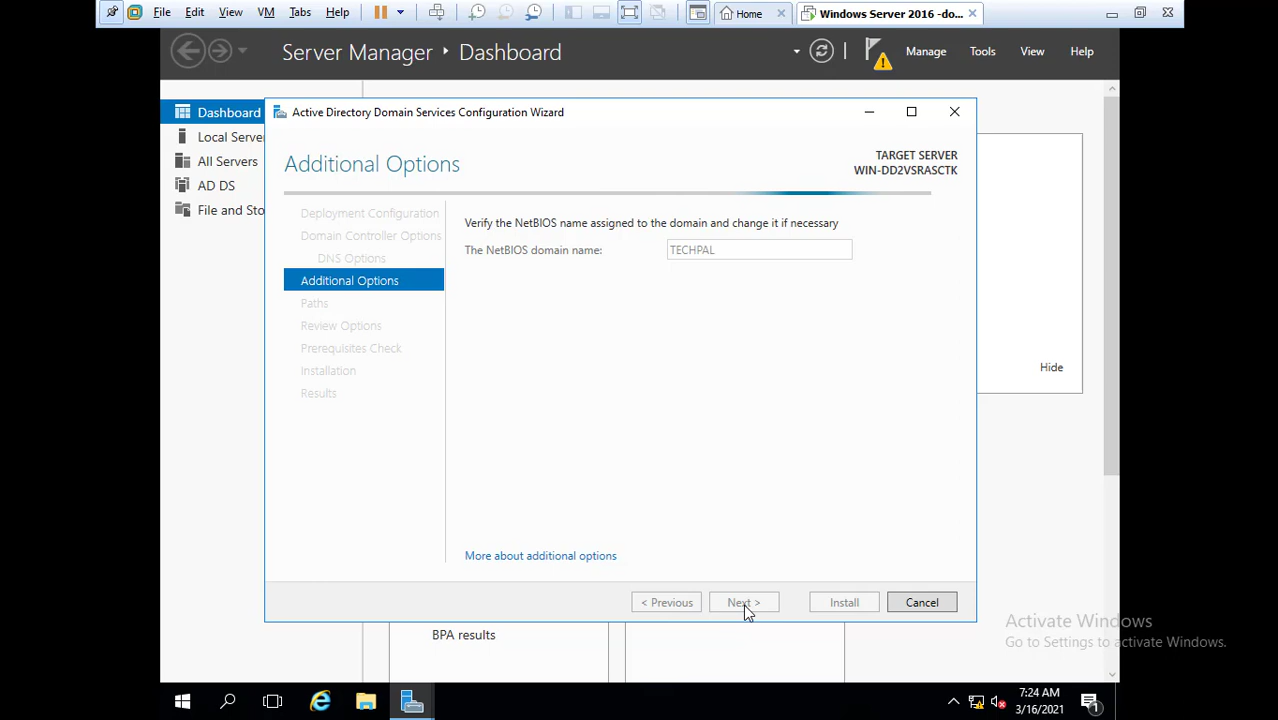 File Edit View VM Tabs Help Home Windows Server 2016 -do...
Server Manager Dashboard Manage Tools View Help
Dashboard
Local Server
All Servers
AD DS
File and Sto
Active Directory Domain Services Configuration Wizard
Additional Options
TARGET SERVER
WIN-DD2VSRASCTK
Deployment Configuration
Domain Controller Options
DNS Options
Additional Options
Paths
Review Options
Prerequisites Check
Installation
Results
Verify the NetBIOS name assigned to the domain and change it if necessary
The NetBIOS domain name: TECHPAL
More about additional options
< Previous Next > Install Cancel
Hide
BPA results
Activate Windows
Go to Settings to activate Windows.
7:24 AM
3/16/2021
1